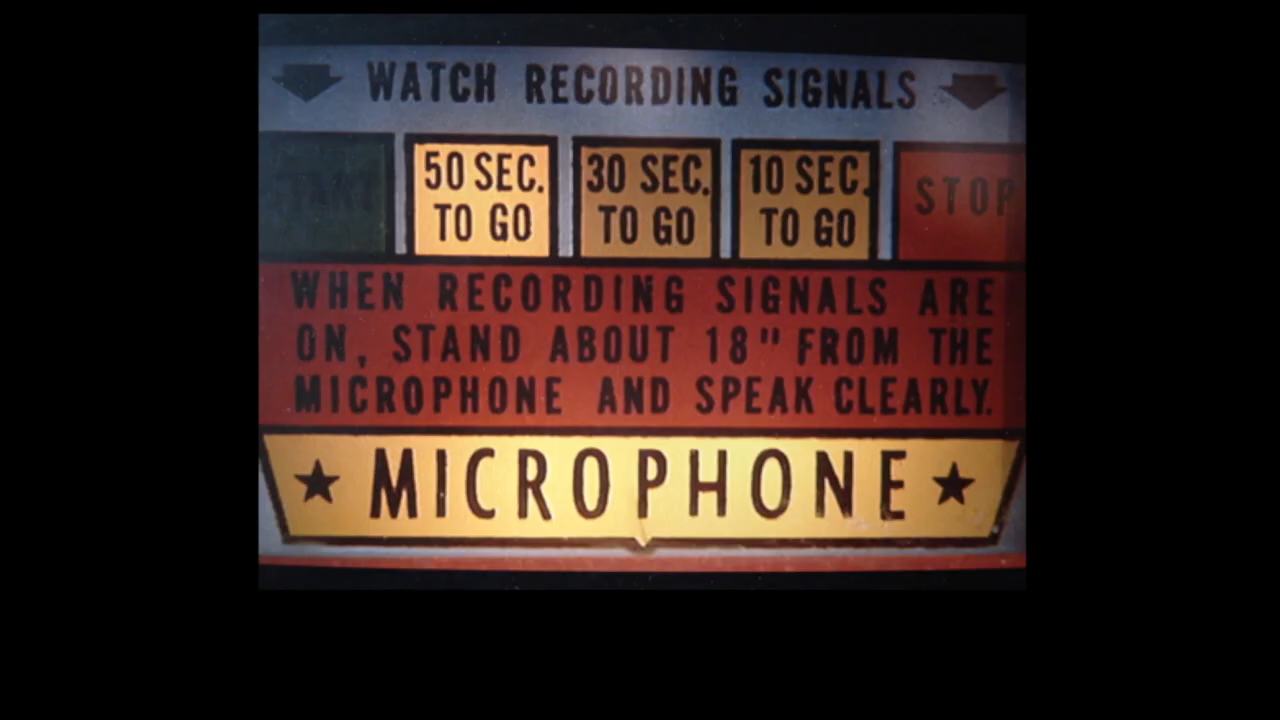 WATCH RECORDING SIGNALS
START 50 SEC. 30 SEC. 10 SEC. STOP
TO GO TO GO TO GO
WHEN RECORDING SIGNALS ARE
ON, STAND ABOUT 18" FROM THE
MICROPHONE AND SPEAK CLEARLY.
★ MICROPHONE ★